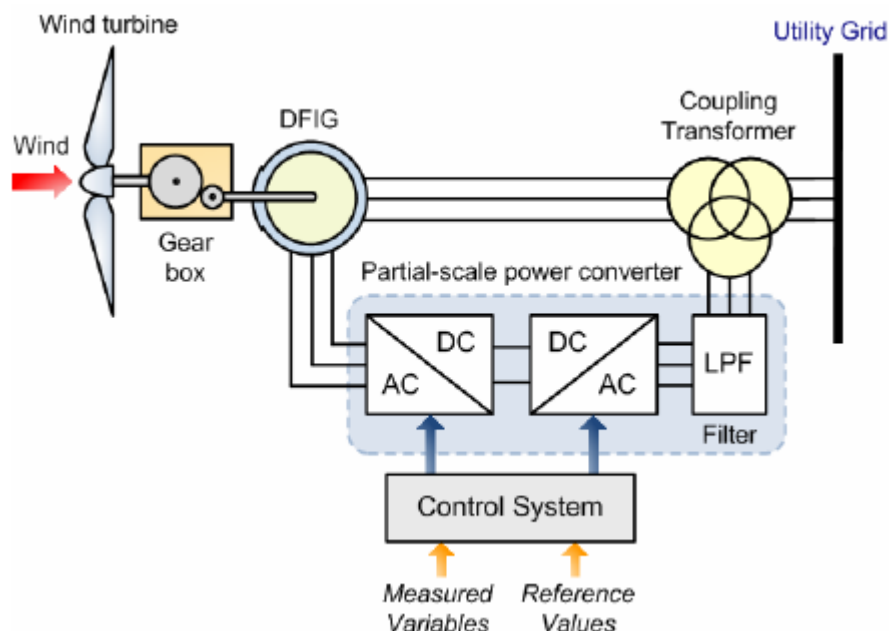 Wind turbine
Utility Grid
Coupling
Transformer
DFIG
Wind
Gear
box
Partial-scale power converter
DC
AC
DC
AC
LPF
Filter
Control System
Measured
Variables
Reference
Values